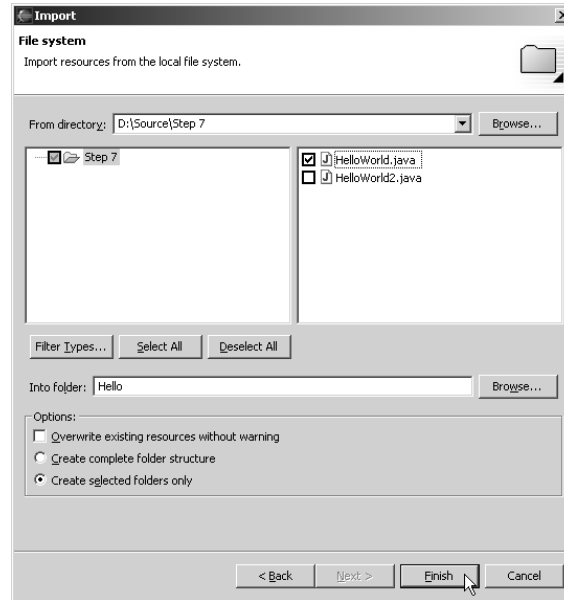 Import
File system
Import resources from the local file system.
From directory: D:\Source\Step 7 Browse...
Step 7
HelloWorld.java
HelloWorld2.java
Filter Types... Select All Deselect All
Into folder: Hello Browse...
Options:
Overwrite existing resources without warning
Create complete folder structure
Create selected folders only
< Back Next > Finish Cancel